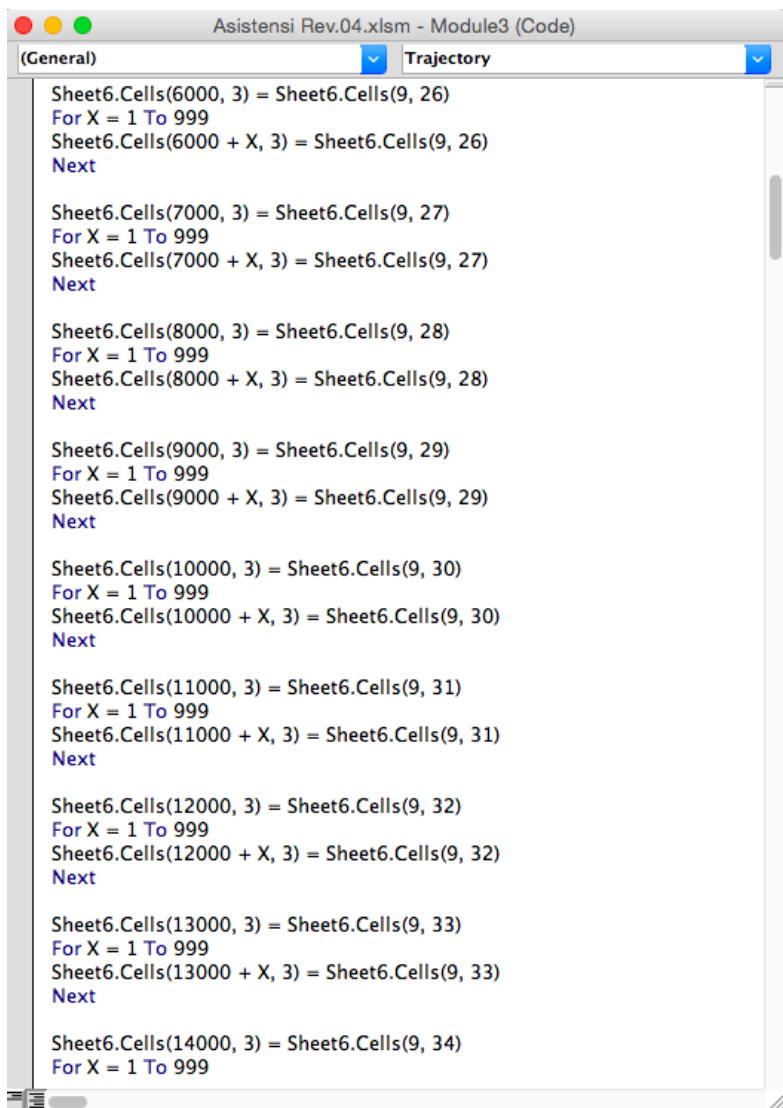 Asistensi Rev.04.xlsm - Module3 (Code)
(General) Trajectory
Sheet6.Cells(6000, 3) = Sheet6.Cells(9, 26)
For X = 1 To 999
Sheet6.Cells(6000 + X, 3) = Sheet6.Cells(9, 26)
Next
Sheet6.Cells(7000, 3) = Sheet6.Cells(9, 27)
For X = 1 To 999
Sheet6.Cells(7000 + X, 3) = Sheet6.Cells(9, 27)
Next
Sheet6.Cells(8000, 3) = Sheet6.Cells(9, 28)
For X = 1 To 999
Sheet6.Cells(8000 + X, 3) = Sheet6.Cells(9, 28)
Next
Sheet6.Cells(9000, 3) = Sheet6.Cells(9, 29)
For X = 1 To 999
Sheet6.Cells(9000 + X, 3) = Sheet6.Cells(9, 29)
Next
Sheet6.Cells(10000, 3) = Sheet6.Cells(9, 30)
For X = 1 To 999
Sheet6.Cells(10000 + X, 3) = Sheet6.Cells(9, 30)
Next
Sheet6.Cells(11000, 3) = Sheet6.Cells(9, 31)
For X = 1 To 999
Sheet6.Cells(11000 + X, 3) = Sheet6.Cells(9, 31)
Next
Sheet6.Cells(12000, 3) = Sheet6.Cells(9, 32)
For X = 1 To 999
Sheet6.Cells(12000 + X, 3) = Sheet6.Cells(9, 32)
Next
Sheet6.Cells(13000, 3) = Sheet6.Cells(9, 33)
For X = 1 To 999
Sheet6.Cells(13000 + X, 3) = Sheet6.Cells(9, 33)
Next
Sheet6.Cells(14000, 3) = Sheet6.Cells(9, 34)
For X = 1 To 999